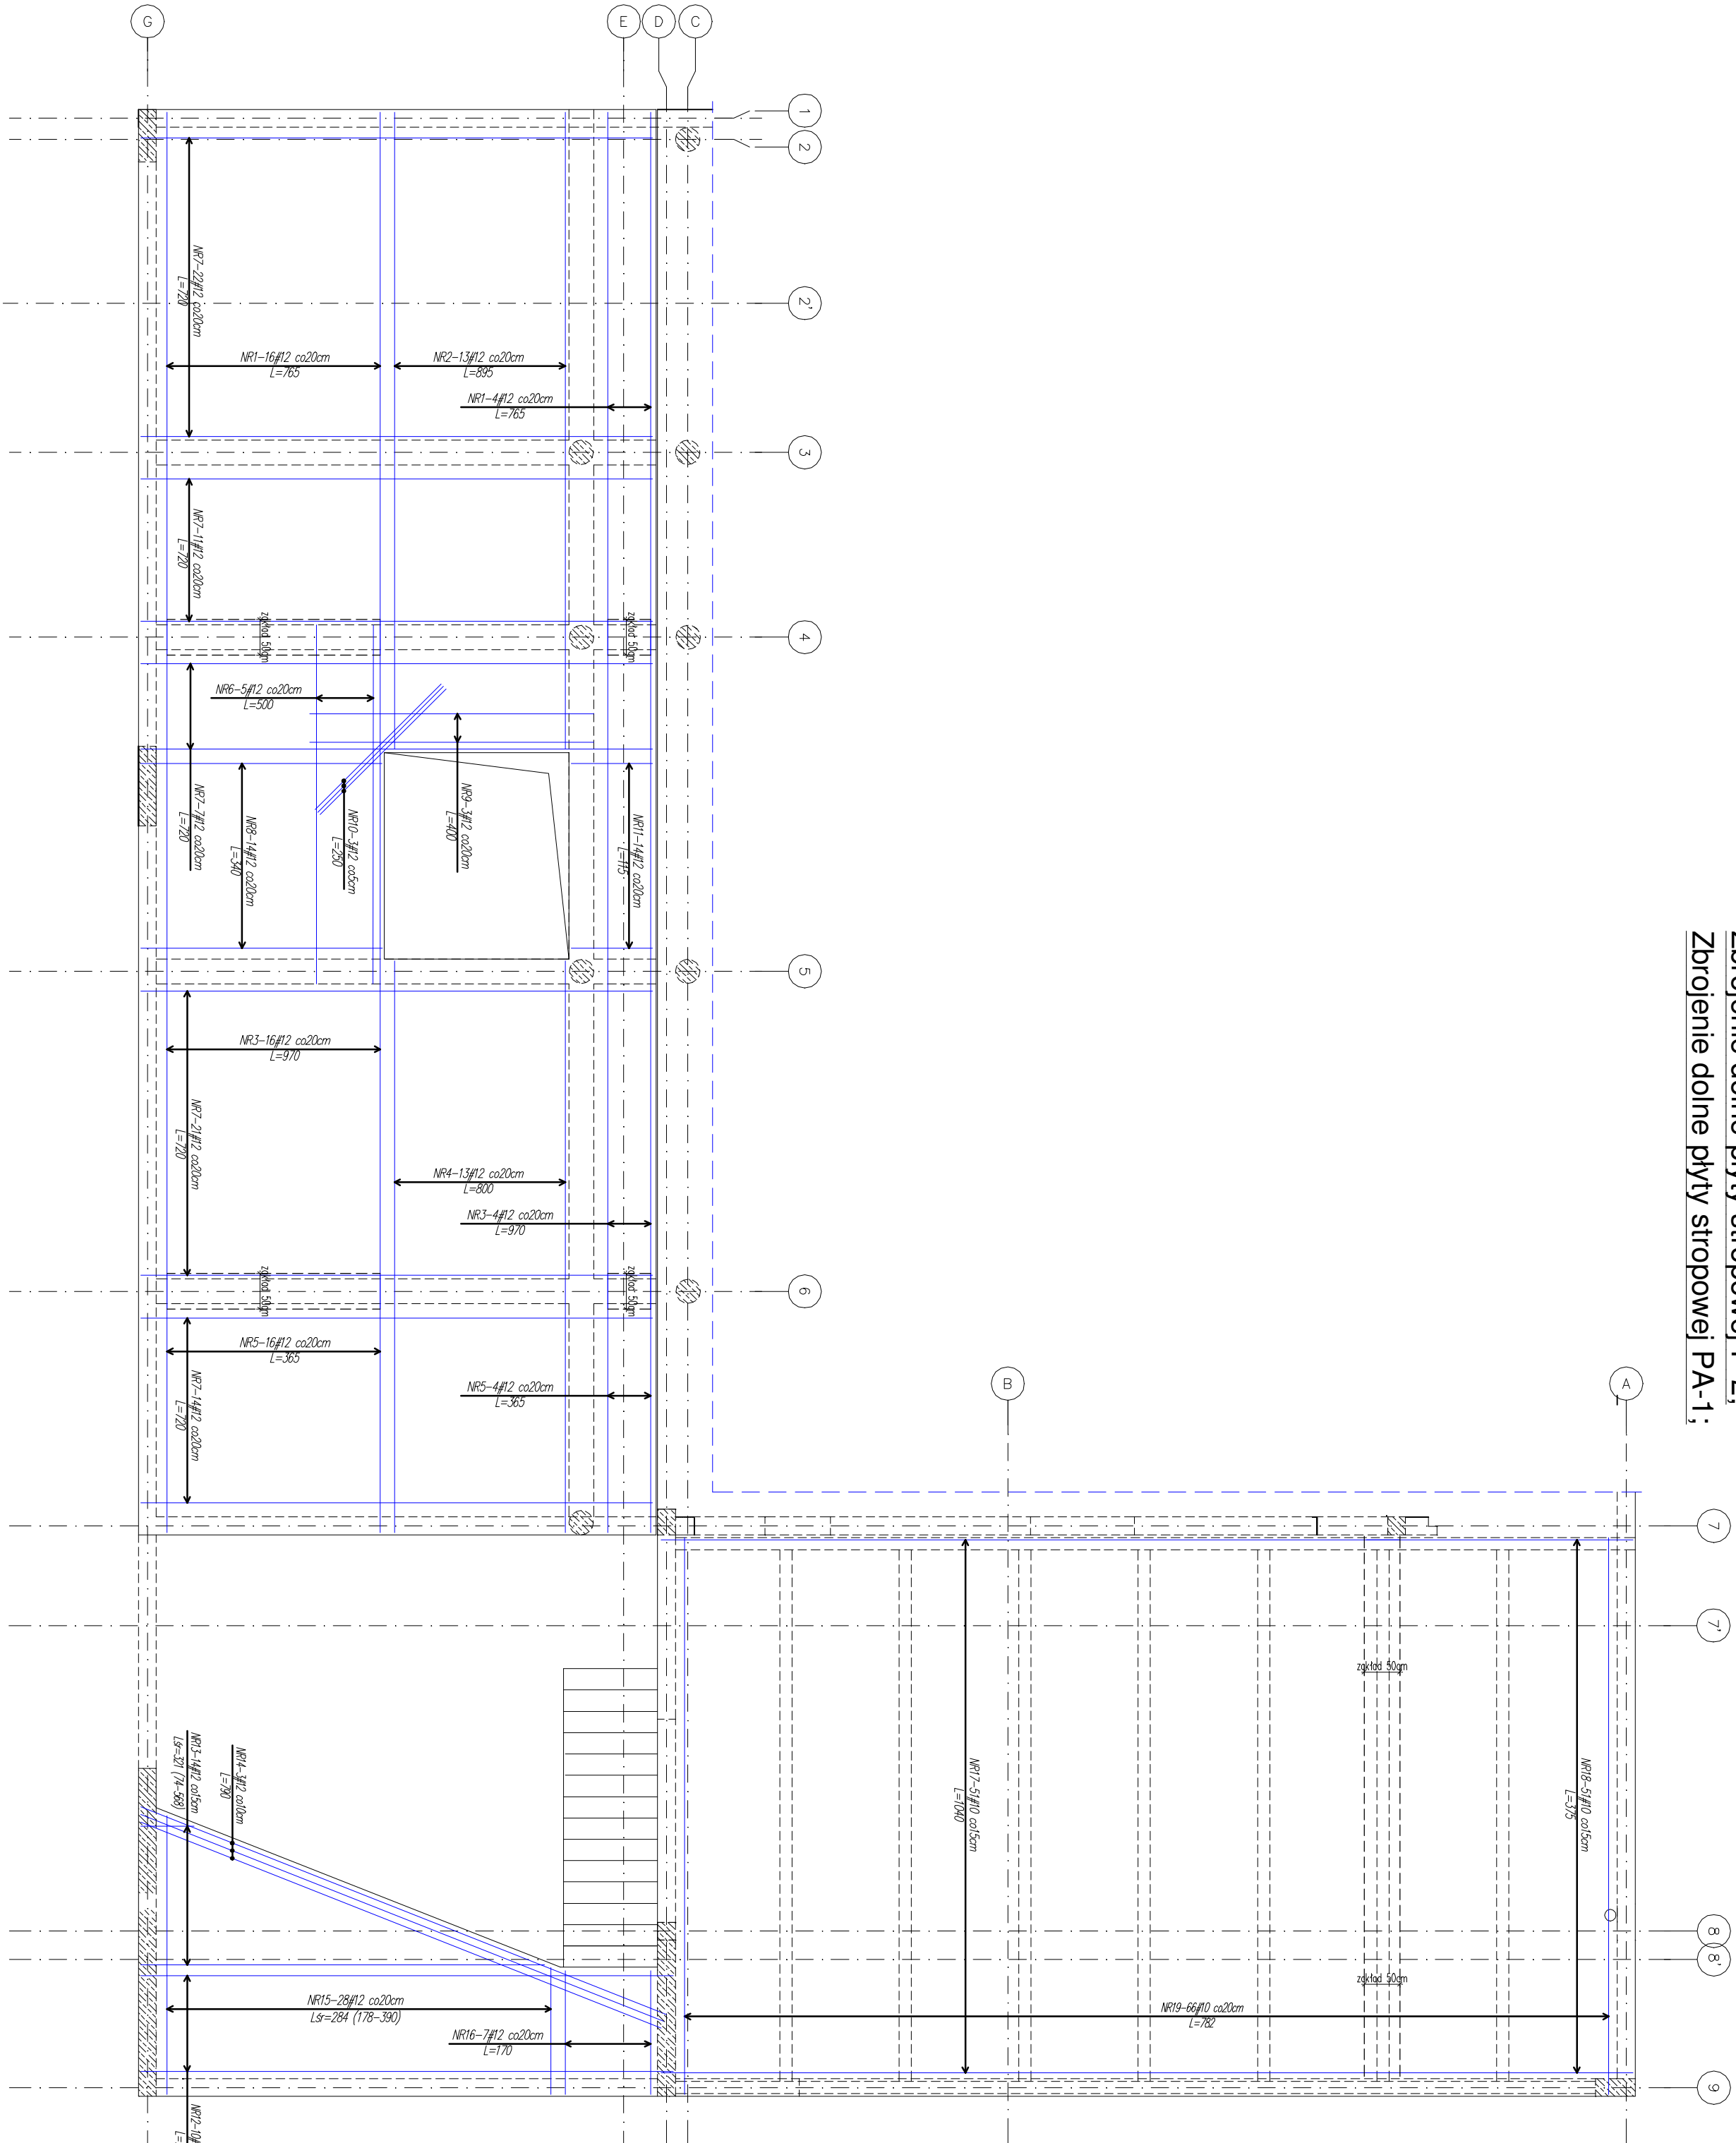 G
E
D
C
1
2
2'
NR7-22#12 co20cm
L=720
NR1-16#12 co20cm
L=765
NR2-13#12 co20cm
L=895
NR1-4#12 co20cm
L=765
3
NR7-11#12 co20cm
L=720
4
zakład 50cm
zakład 50cm
NR6-5#12 co20cm
L=500
NR7-7#12 co20cm
L=720
NR8-14#12 co20cm
L=340
NR10-3#12 co5cm
L=250
NR9-3#12 co20cm
L=400
NR11-14#12 co20cm
L=115
5
Zbrojenie dolne płyty stropowej PA-1;
NR3-16#12 co20cm
L=970
NR7-21#12 co20cm
L=720
NR4-13#12 co20cm
L=800
NR3-4#12 co20cm
L=970
6
zakład 50cm
zakład 50cm
NR5-16#12 co20cm
L=365
NR7-14#12 co20cm
L=720
NR5-4#12 co20cm
L=365
B
A
7
7'
zakład 50cm
NR13-14#12 co15cm
Lśr=321 (74-568)
NR14-3#12 co10cm
L=790
NR17-51#10 co15cm
L=1040
NR18-51#10 co15cm
L=375
8
8'
zakład 50cm
NR15-28#12 co20cm
Lśr=284 (178-390)
NR16-7#12 co20cm
L=170
NR19-66#10 co20cm
L=782
9